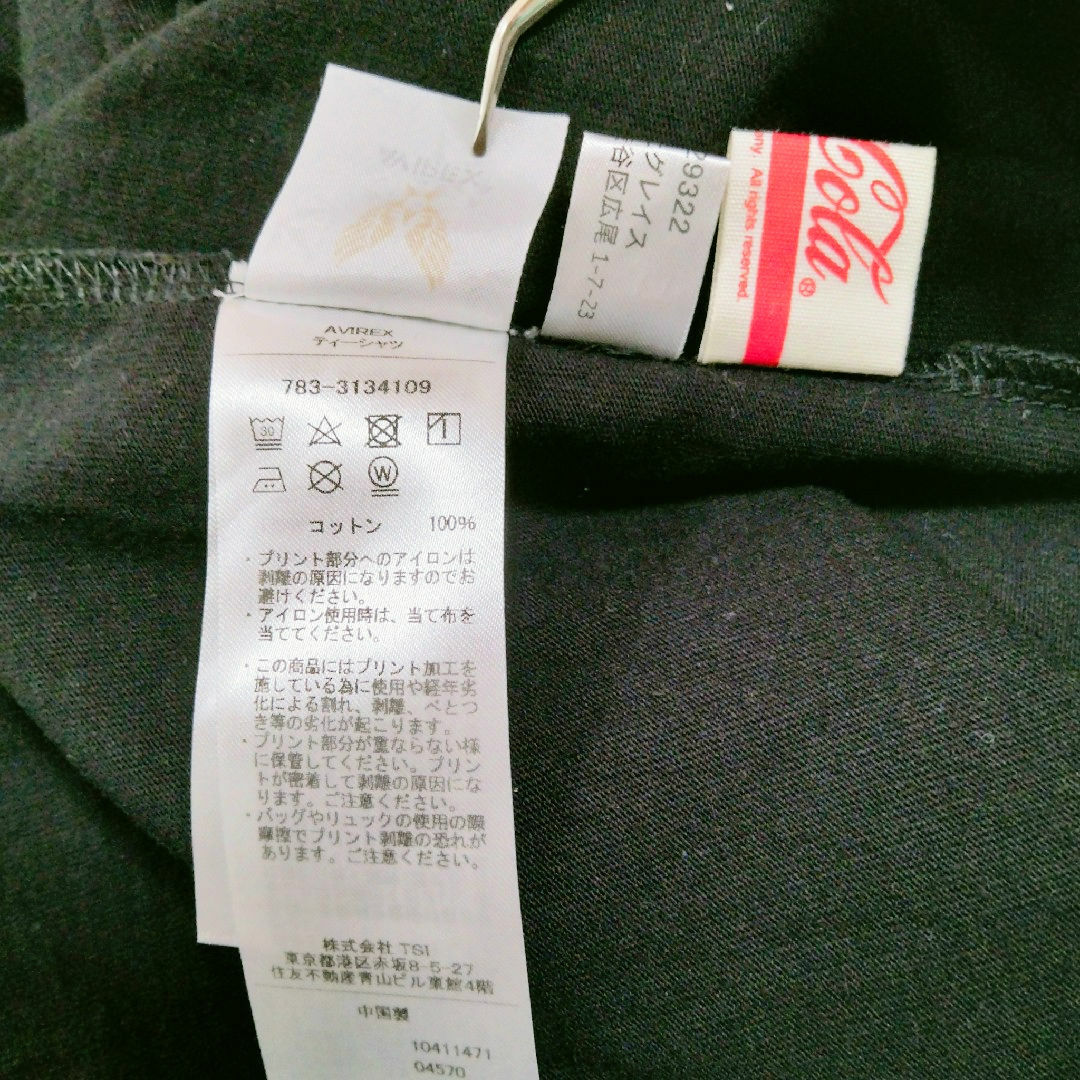 AVIREX
ティーシャツ
783-3134109
30
1
W
コットン 100%
・プリント部分へのアイロンは
剥離の原因になりますのでお
避けください。
・アイロン使用時は、当て布を
当ててください。
・この商品にはプリント加工を
施している為に使用や経年劣
化による割れ、剥離、べとつ
き等の劣化が起こります。
・プリント部分が重ならない様
に保管してください。プリン
トが密着して剥離の原因にな
ります。ご注意ください。
・バッグやリュックの使用の際
摩擦でプリント剥離の恐れが
あります。ご注意ください。
株式会社 TSI
東京都港区赤坂8-5-27
住友不動産青山ビル東館4階
中国製
10411471
04570
29322
グレイス
谷区広尾 1-7-23
Cola®
ony. All rights reserved.